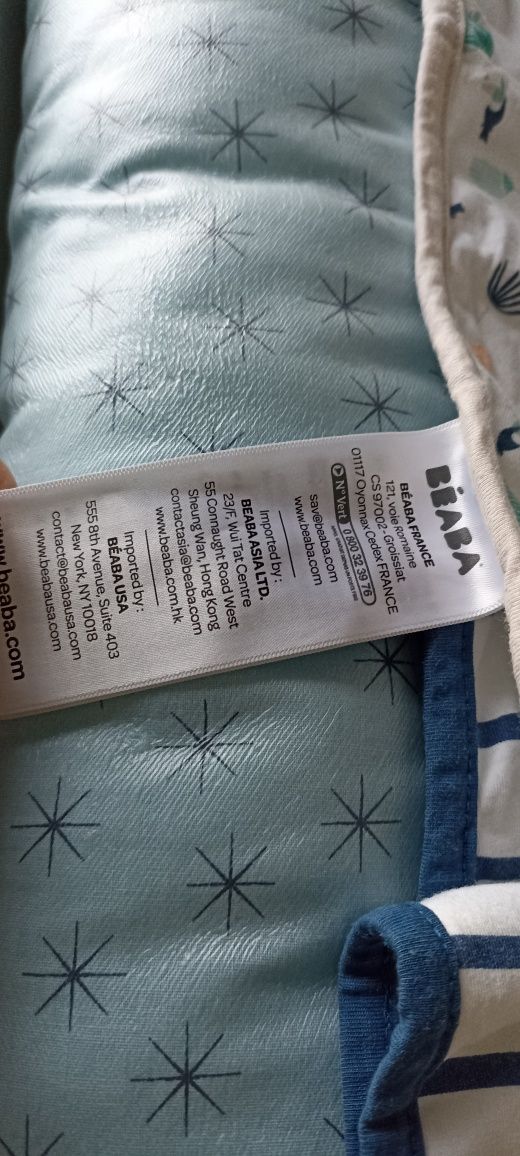 BÉABA
BÉABA FRANCE
121, voie Romaine
CS 97002 - Groissiat
01117 Oyonnax Cedex, FRANCE
N° Vert 0 800 32 39 76
sav@beaba.com
www.beaba.com
Imported by :
BÉABA ASIA LTD.
23/F, Wui Tat Centre
55 Connaught Road West
Sheung Wan, Hong Kong
contactasia@beaba.com
www.beaba.com.hk
Imported by :
BÉABA USA
555 8th Avenue, Suite 403
New York, NY 10018
contact@beabausa.com
www.beabausa.com
www.beaba.com